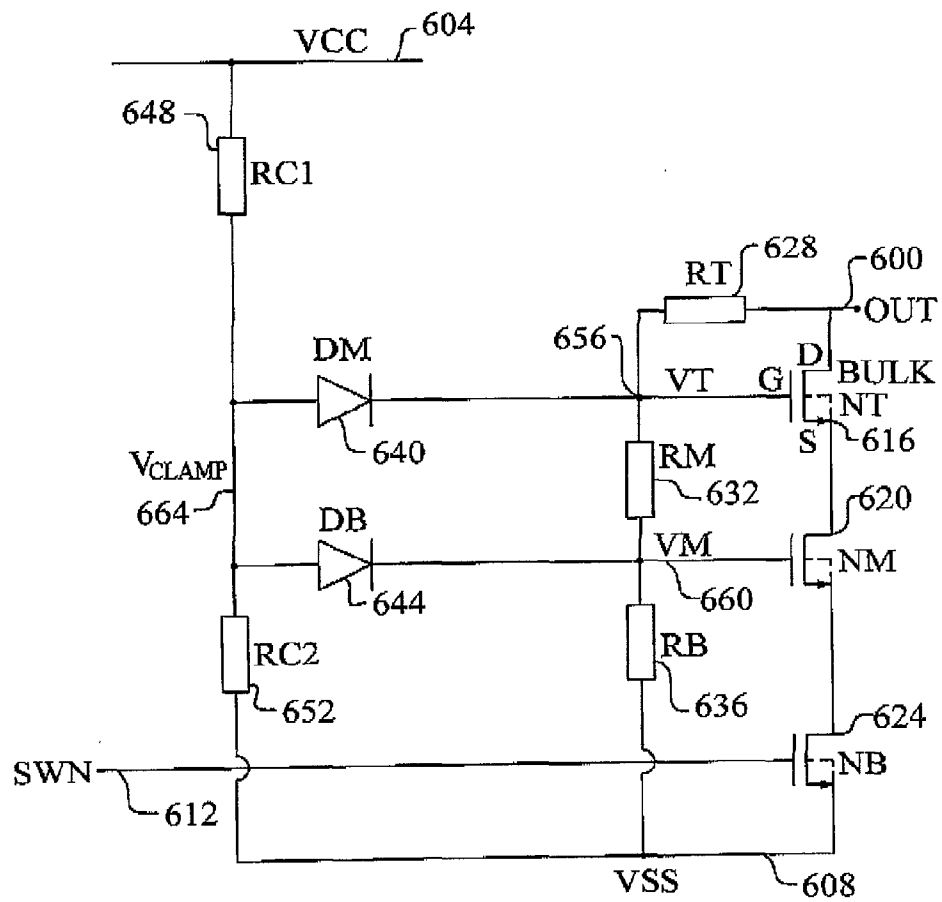 VCC
604
648
RC1
628
RT
600
OUT
656
DM
VT
G
D
BULK
NT
S
616
640
VCLAMP
664
RM
632
620
DB
VM
NM
644
660
RC2
RB
652
636
624
SWN
NB
612
VSS
608